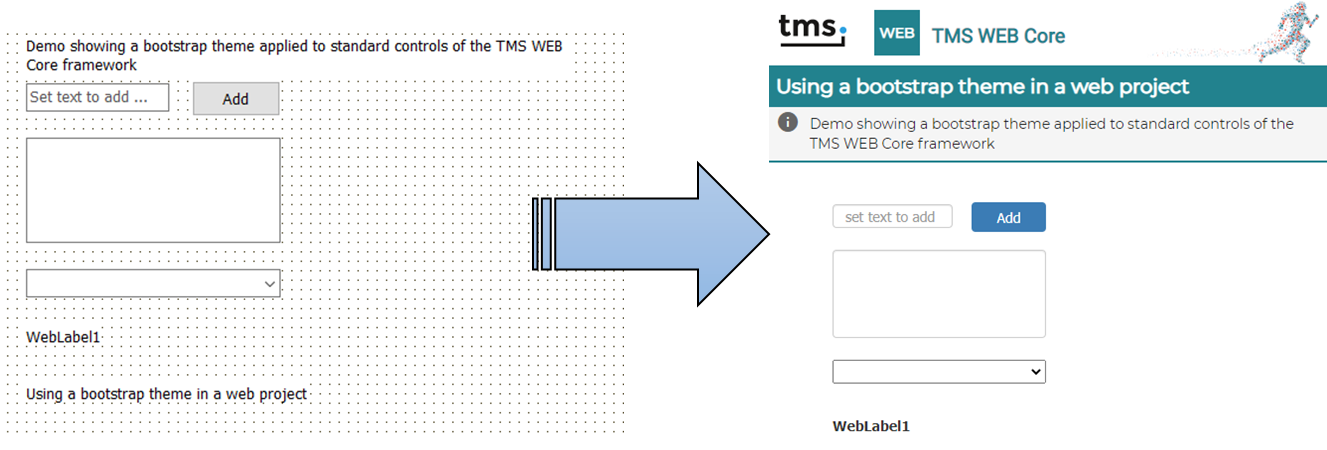 Demo showing a bootstrap theme applied to standard controls of the TMS WEB
Core framework
Set text to add ...
Add
WebLabel1
Using a bootstrap theme in a web project
tms
WEB
TMS WEB Core
Using a bootstrap theme in a web project
i
Demo showing a bootstrap theme applied to standard controls of the
TMS WEB Core framework
set text to add
Add
WebLabel1